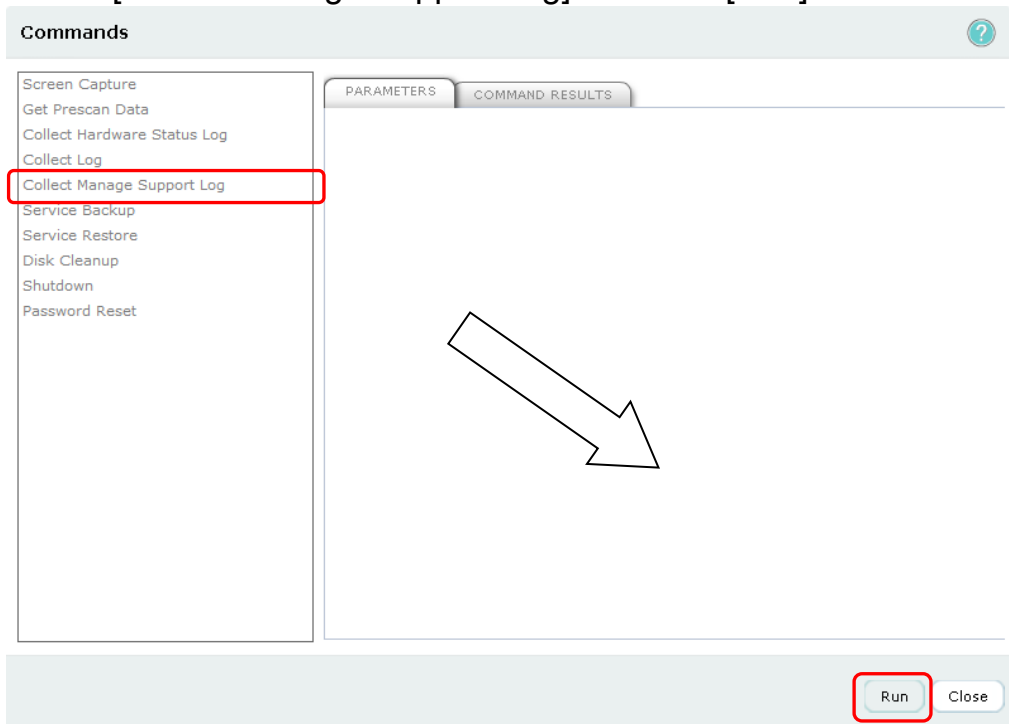 Commands
?
Screen Capture
Get Prescan Data
Collect Hardware Status Log
Collect Log
Collect Manage Support Log
Service Backup
Service Restore
Disk Cleanup
Shutdown
Password Reset
PARAMETERS
COMMAND RESULTS
Run
Close